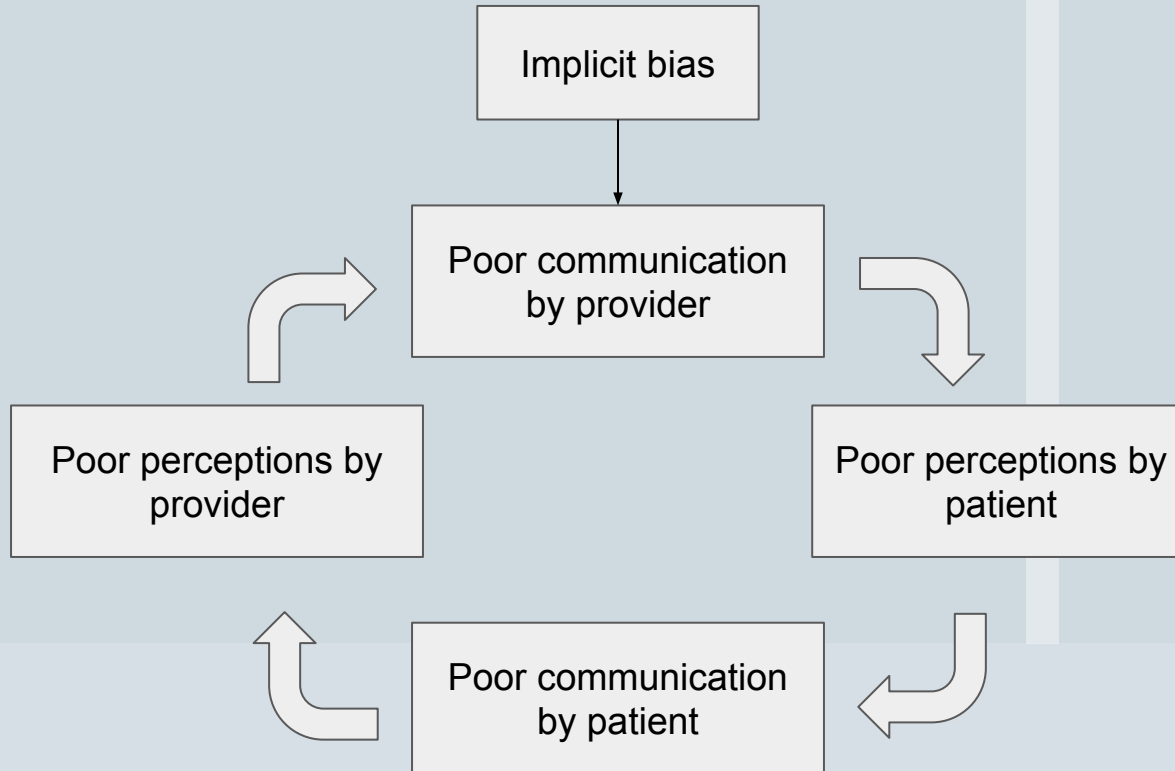 Implicit bias
Poor communication
by provider
Poor perceptions by
provider
Poor perceptions by
patient
Poor communication
by patient